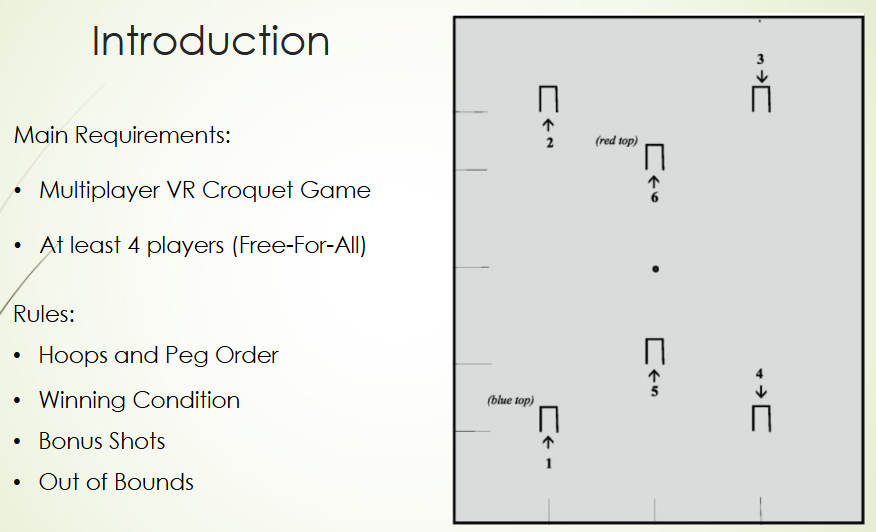 Introduction
Main Requirements:
• Multiplayer VR Croquet Game
• At least 4 players (Free-For-All)
Rules:
• Hoops and Peg Order
• Winning Condition
• Bonus Shots
• Out of Bounds
3
2
(red top)
6
5
4
(blue top)
1